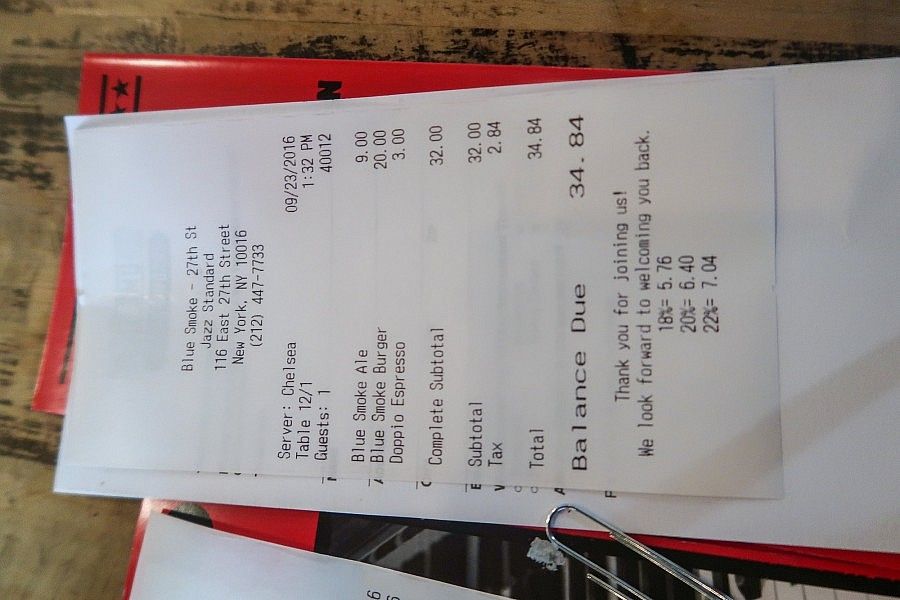 Blue Smoke - 27th St
Jazz Standard
116 East 27th Street
New York, NY 10016
(212) 447-7733
Server: Chelsea 09/23/2016
Table 12/1 1:32 PM
Guests: 1 40012
Blue Smoke Ale 9.00
Blue Smoke Burger 20.00
Doppio Espresso 3.00
Complete Subtotal 32.00
Subtotal 32.00
Tax 2.84
Total 34.84
Balance Due 34.84
Thank you for joining us!
We look forward to welcoming you back.
18%= 5.76
20%= 6.40
22%= 7.04